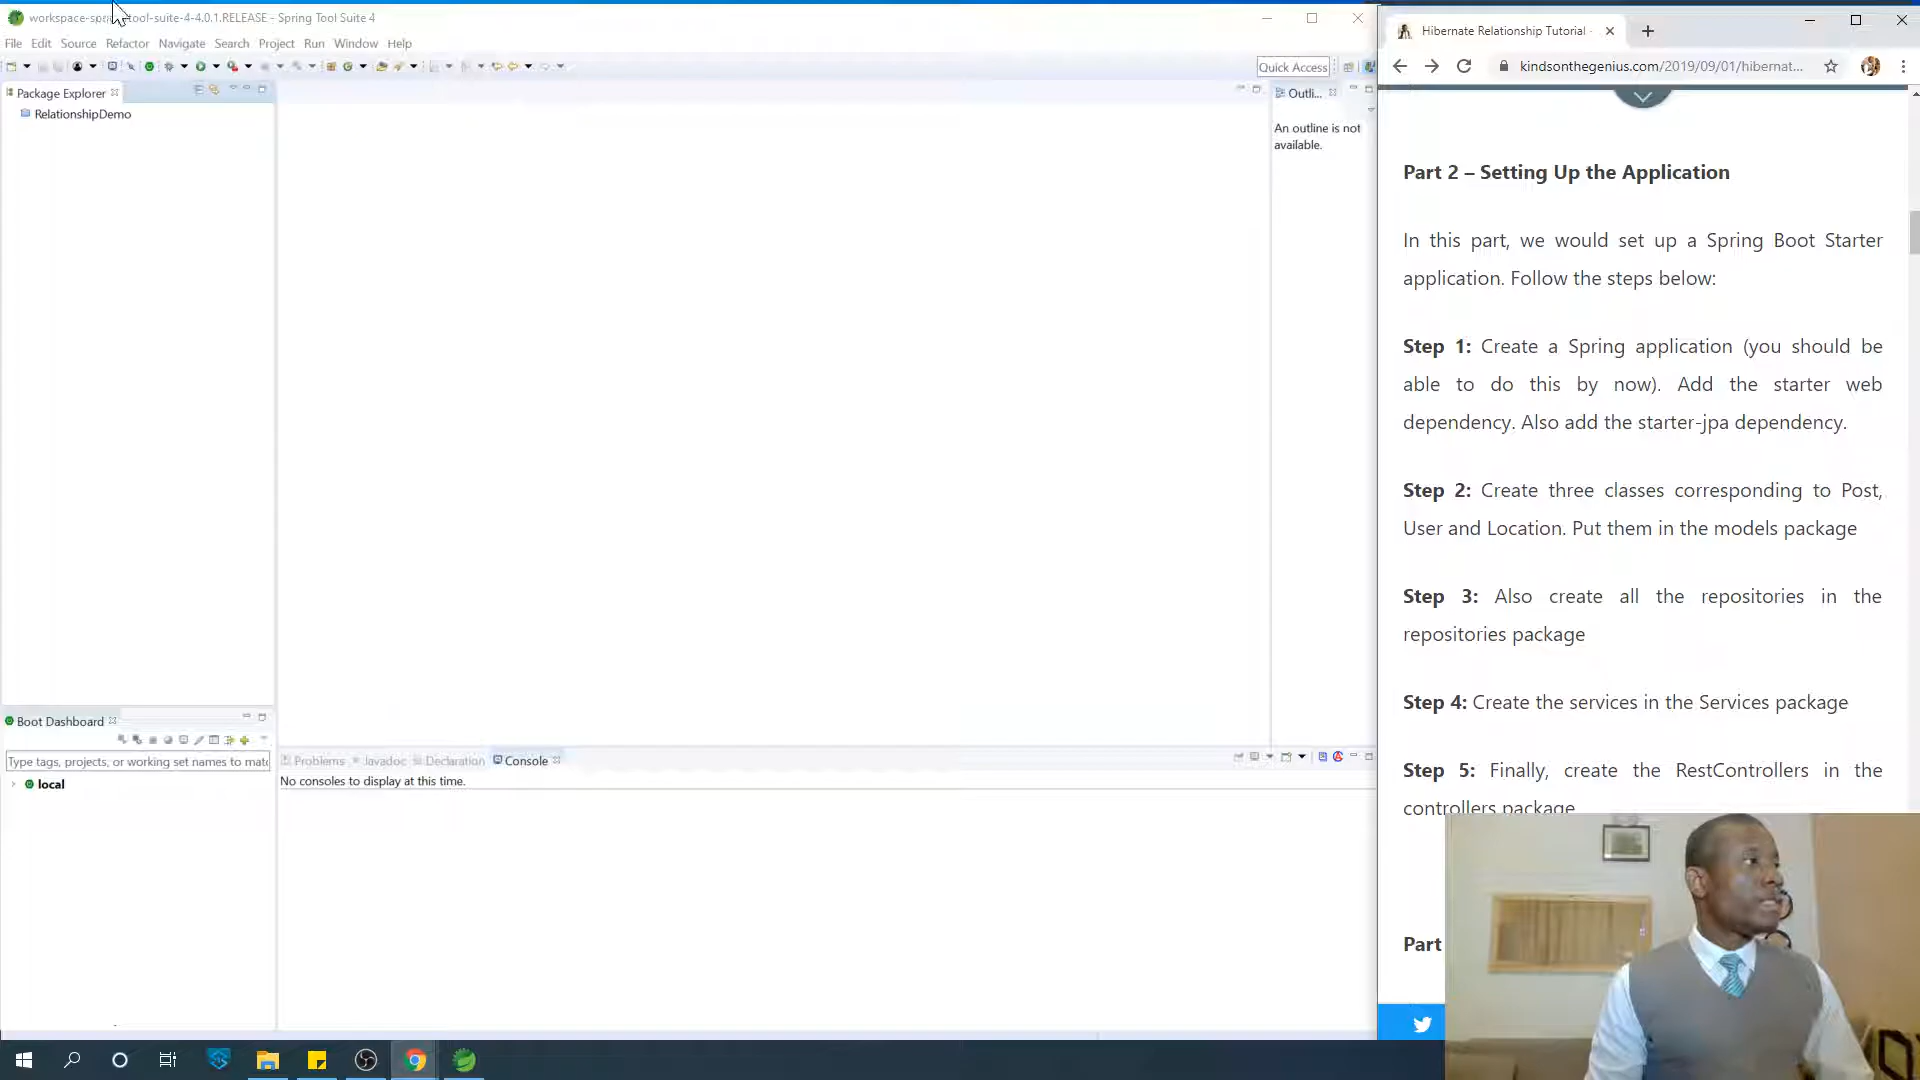 workspace-spring-tool-suite-4-4.0.1.RELEASE - Spring Tool Suite 4
File Edit Source Refactor Navigate Search Project Run Window Help
Quick Access
Package Explorer
RelationshipDemo
Outli...
An outline is not
available.
Boot Dashboard
Type tags, projects, or working set names to mat
local
Problems Javadoc Declaration Console
No consoles to display at this time.
Hibernate Relationship Tutorial
kindsonthegenius.com/2019/09/01/hibernat...
Part 2 – Setting Up the Application
In this part, we would set up a Spring Boot Starter
application. Follow the steps below:
Step 1: Create a Spring application (you should be
able to do this by now). Add the starter web
dependency. Also add the starter-jpa dependency.
Step 2: Create three classes corresponding to Post,
User and Location. Put them in the models package
Step 3: Also create all the repositories in the
repositories package
Step 4: Create the services in the Services package
Step 5: Finally, create the RestControllers in the
controllers package
Part